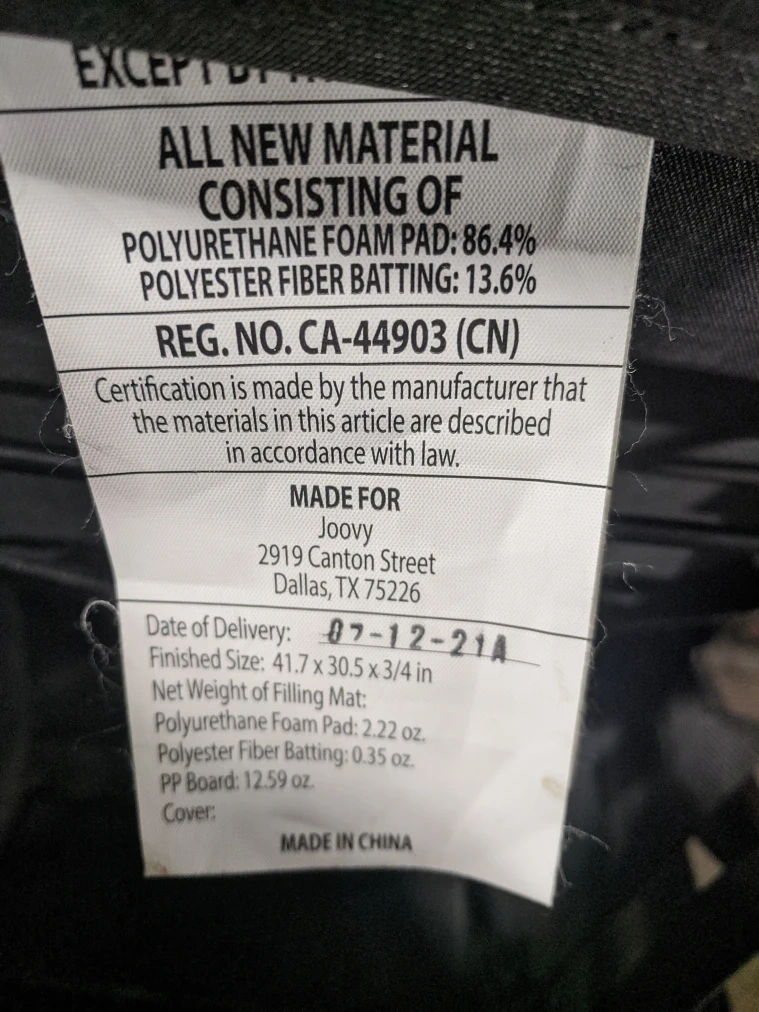 EXCEPT BY
ALL NEW MATERIAL
CONSISTING OF
POLYURETHANE FOAM PAD: 86.4%
POLYESTER FIBER BATTING: 13.6%
REG. NO. CA-44903 (CN)
Certification is made by the manufacturer that
the materials in this article are described
in accordance with law.
MADE FOR
Joovy
2919 Canton Street
Dallas, TX 75226
Date of Delivery: 07-12-21A
Finished Size: 41.7 x 30.5 x 3/4 in
Net Weight of Filling Mat:
Polyurethane Foam Pad: 2.22 oz.
Polyester Fiber Batting: 0.35 oz.
PP Board: 12.59 oz.
Cover:
MADE IN CHINA